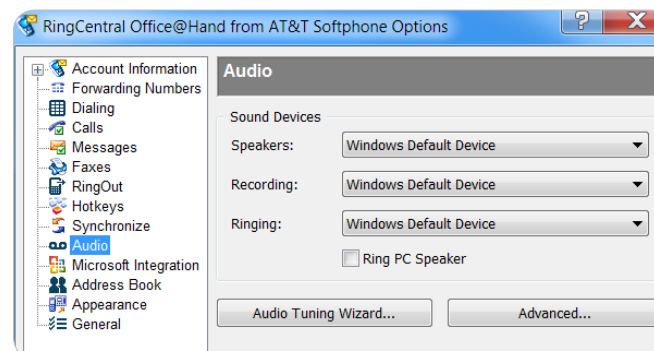 RingCentral Office@Hand from AT&T Softphone Options
Account Information
Forwarding Numbers
Dialing
Calls
Messages
Faxes
RingOut
Hotkeys
Synchronize
Audio
Microsoft Integration
Address Book
Appearance
General
Audio
Sound Devices
Speakers: Windows Default Device
Recording: Windows Default Device
Ringing: Windows Default Device
Ring PC Speaker
Audio Tuning Wizard... Advanced...